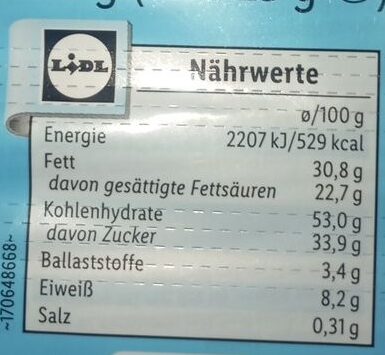 LiDL
Nährwerte
ø/100 g
Energie 2207 kJ/529 kcal
Fett 30,8 g
davon gesättigte Fettsäuren 22,7 g
Kohlenhydrate 53,0 g
davon Zucker 33,9 g
Ballaststoffe 3,4 g
Eiweiß 8,2 g
Salz 0,31 g
~170648668~